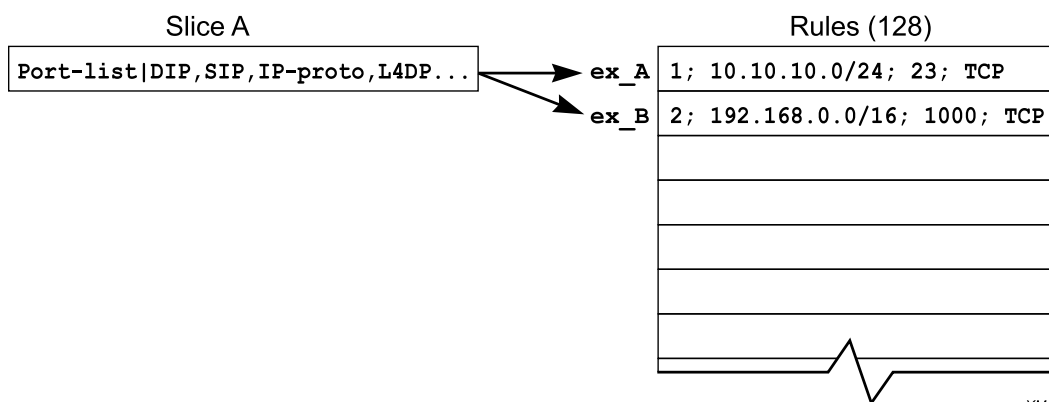 Slice A
Rules (128)
Port-list|DIP,SIP,IP-proto,L4DP...
ex_A
1; 10.10.10.0/24; 23; TCP
ex_B
2; 192.168.0.0/16; 1000; TCP